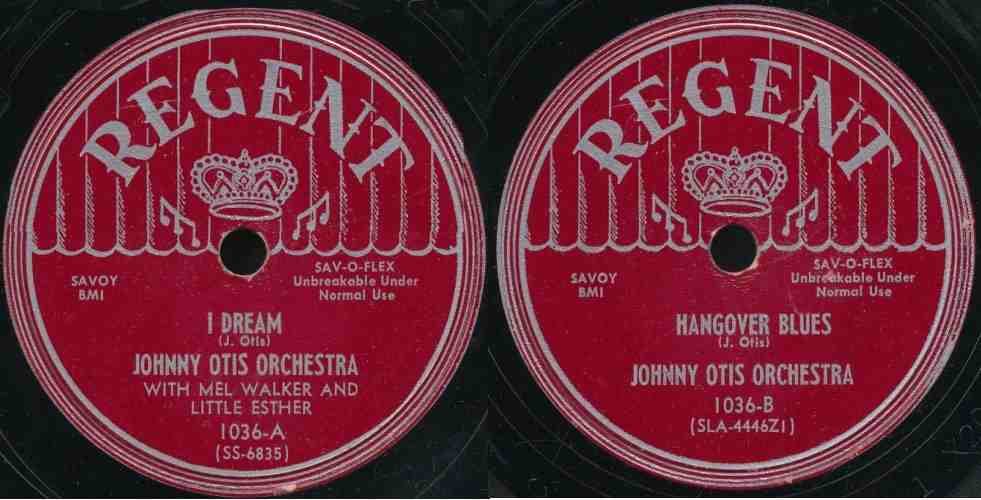 REGENT
SAVOY
BMI
SAV-O-FLEX
Unbreakable Under
Normal Use
I DREAM
(J. Otis)
JOHNNY OTIS ORCHESTRA
WITH MEL WALKER AND
LITTLE ESTHER
1036-A
(SS-6835)
REGENT
SAVOY
BMI
SAV-O-FLEX
Unbreakable Under
Normal Use
HANGOVER BLUES
(J. Otis)
JOHNNY OTIS ORCHESTRA
1036-B
(SLA-4446Z1)